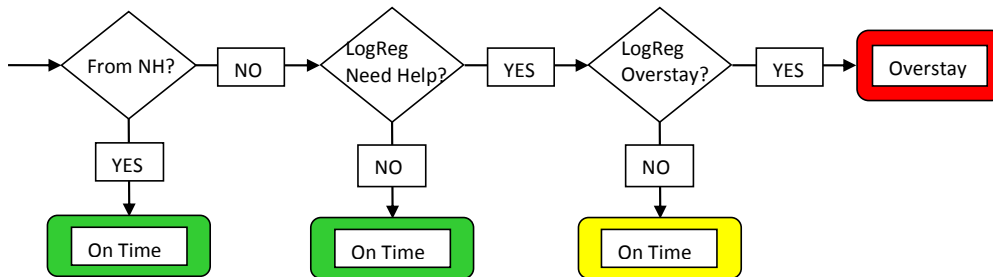 From NH?
NO
LogReg
Need Help?
YES
LogReg
Overstay?
YES
Overstay
YES
NO
NO
On Time
On Time
On Time